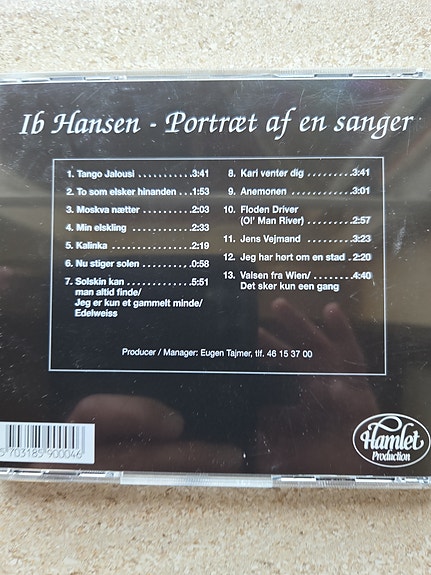 Ib Hansen - Portræt af en sanger
1. Tango Jalousi ............3:41
2. To som elsker hinanden ...1:53
3. Moskva nætter ...........2:03
4. Min elskling ..............2:33
5. Kalinka ..................2:19
6. Nu stiger solen ...........0:58
7. Solskin kan ..............5:51
man altid finde/
Jeg er kun et gammelt minde/
Edelweiss
8. Kari venter dig .........3:41
9. Anemonen .............3:01
10. Floden Driver
(Ol' Man River) .........2:57
11. Jens Vejmand ..........3:23
12. Jeg har hørt om en stad .2:20
13. Valsen fra Wien/ ........4:40
Det sker kun een gang
Producer / Manager: Eugen Tajmer, tlf. 46 15 37 00
5 703185 900046
Hamlet
Production